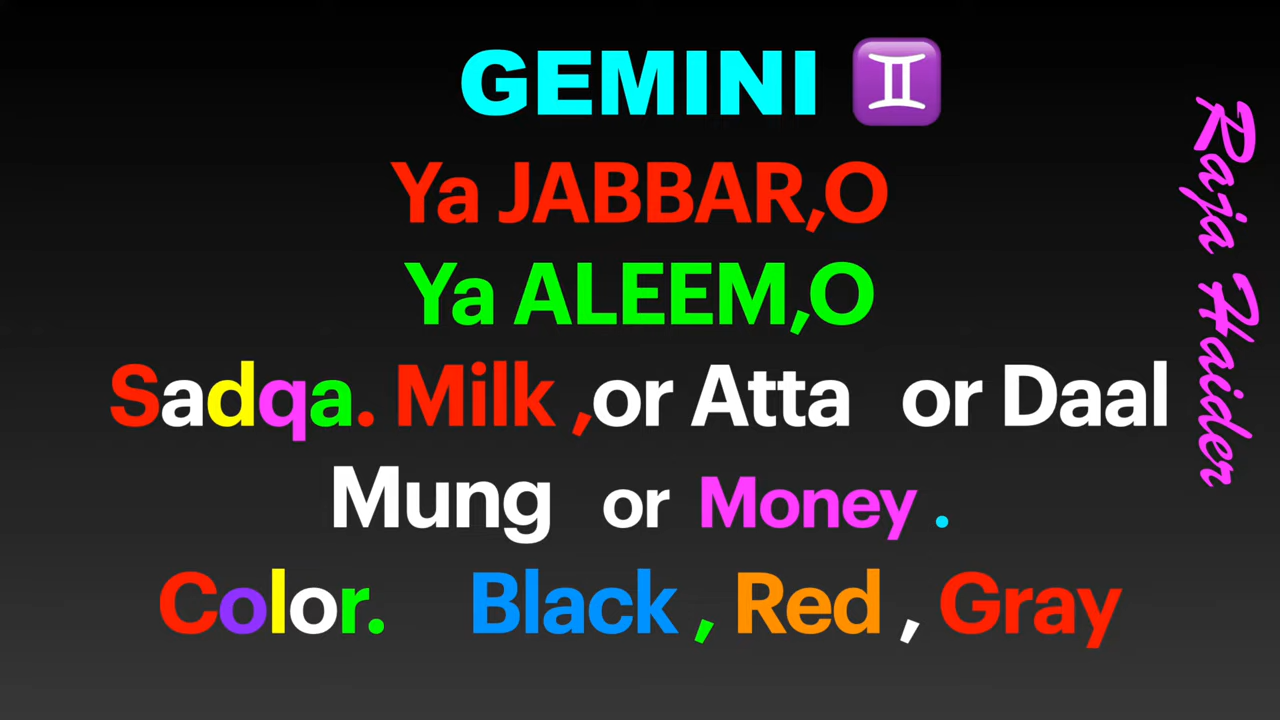 GEMINI ♊
Ya JABBAR,O
Ya ALEEM,O
Sadqa. Milk ,or Atta or Daal
Mung or Money .
Color. Black , Red , Gray
Raja Haider